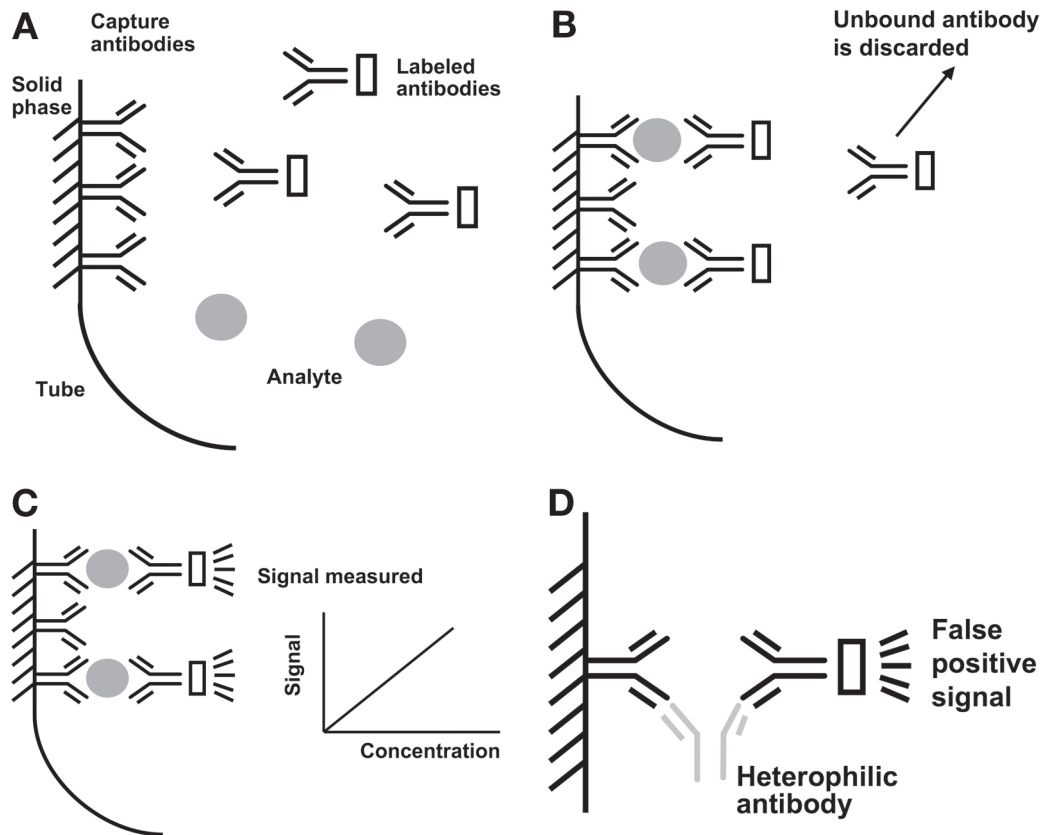 A
Capture
antibodies
Solid
phase
Labeled
antibodies
Tube
Analyte
B
Unbound antibody
is discarded
C
Signal measured
Signal
Concentration
D
False
positive
signal
Heterophilic
antibody